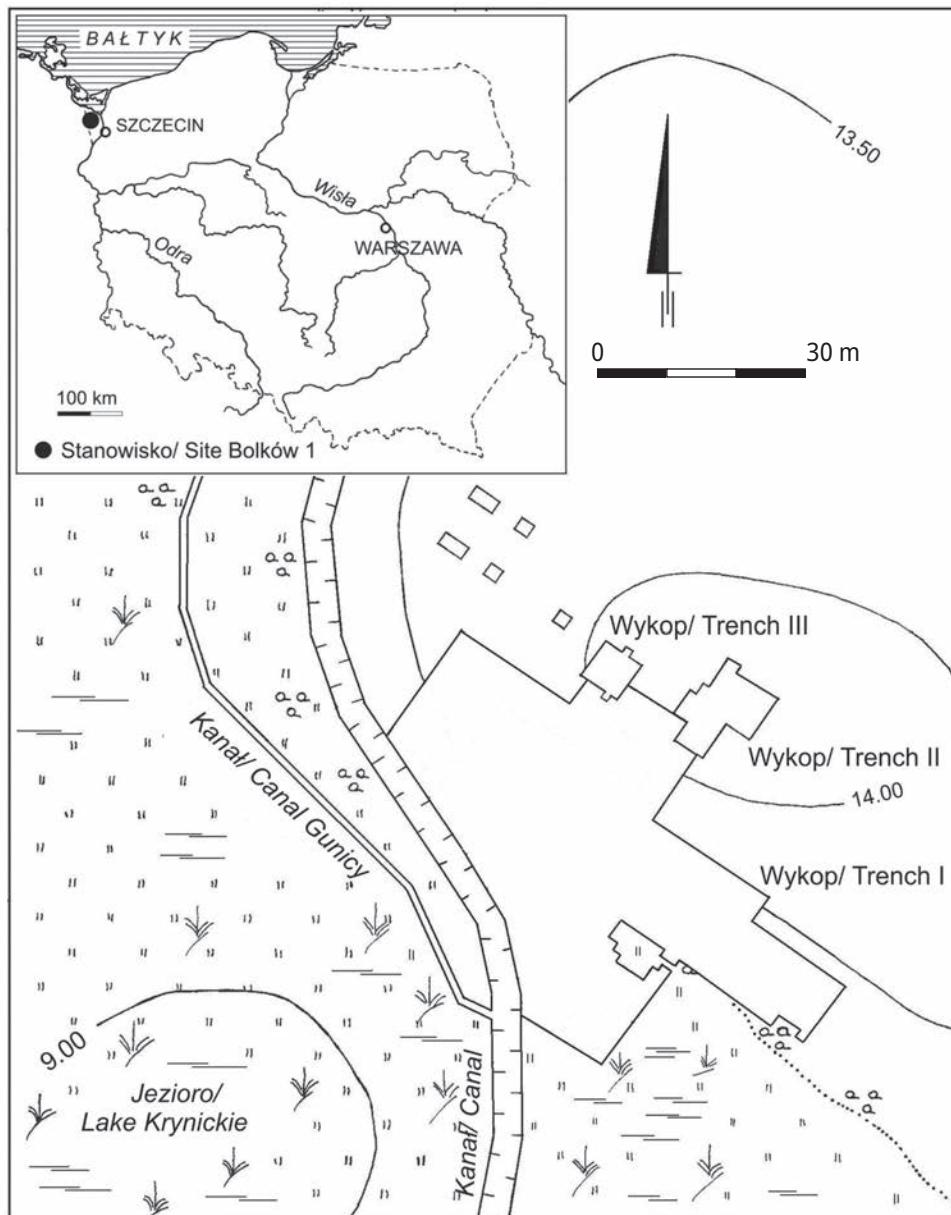 BAŁTYK
SZCZECIN
Wisła
WARSZAWA
Odra
100 km
Stanowisko/ Site Bolków 1
13.50
0 30 m
Wykop/ Trench III
Wykop/ Trench II
14.00
Wykop/ Trench I
Kanał/ Canal Gunicy
9.00
Jezioro/
Lake Krynickie
Kanał/ Canal